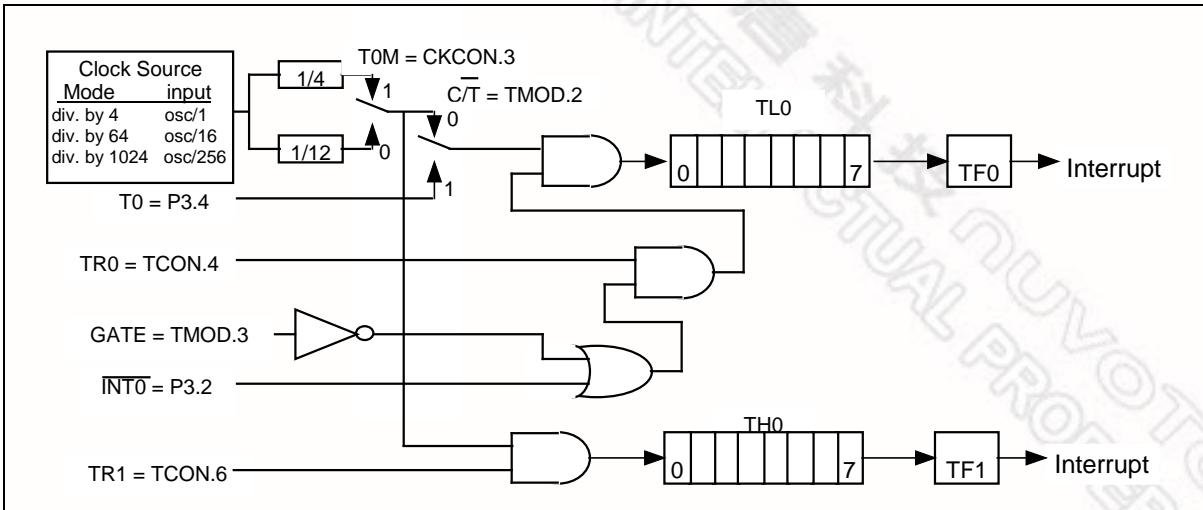 Clock Source
Mode input
div. by 4 osc/1
div. by 64 osc/16
div. by 1024 osc/256
1/4
1/12
T0M = CKCON.3
1
0
C/T̅ = TMOD.2
0
1
T0 = P3.4
TL0
0 7
TF0
Interrupt
TR0 = TCON.4
GATE = TMOD.3
I̅N̅T̅0̅ = P3.2
TR1 = TCON.6
TH0
0 7
TF1
Interrupt
nuvoton